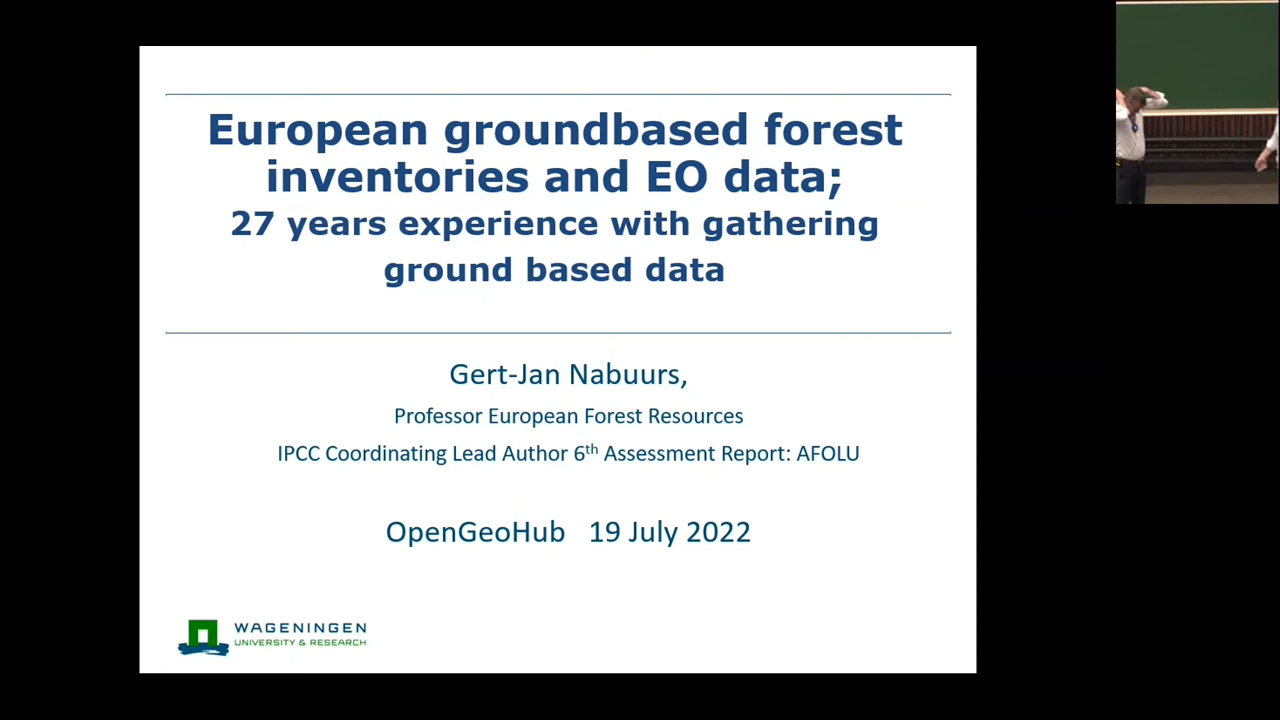 European groundbased forest
inventories and EO data;
27 years experience with gathering
ground based data
Gert-Jan Nabuurs,
Professor European Forest Resources
IPCC Coordinating Lead Author 6th Assessment Report: AFOLU
OpenGeoHub 19 July 2022
WAGENINGEN
UNIVERSITY & RESEARCH